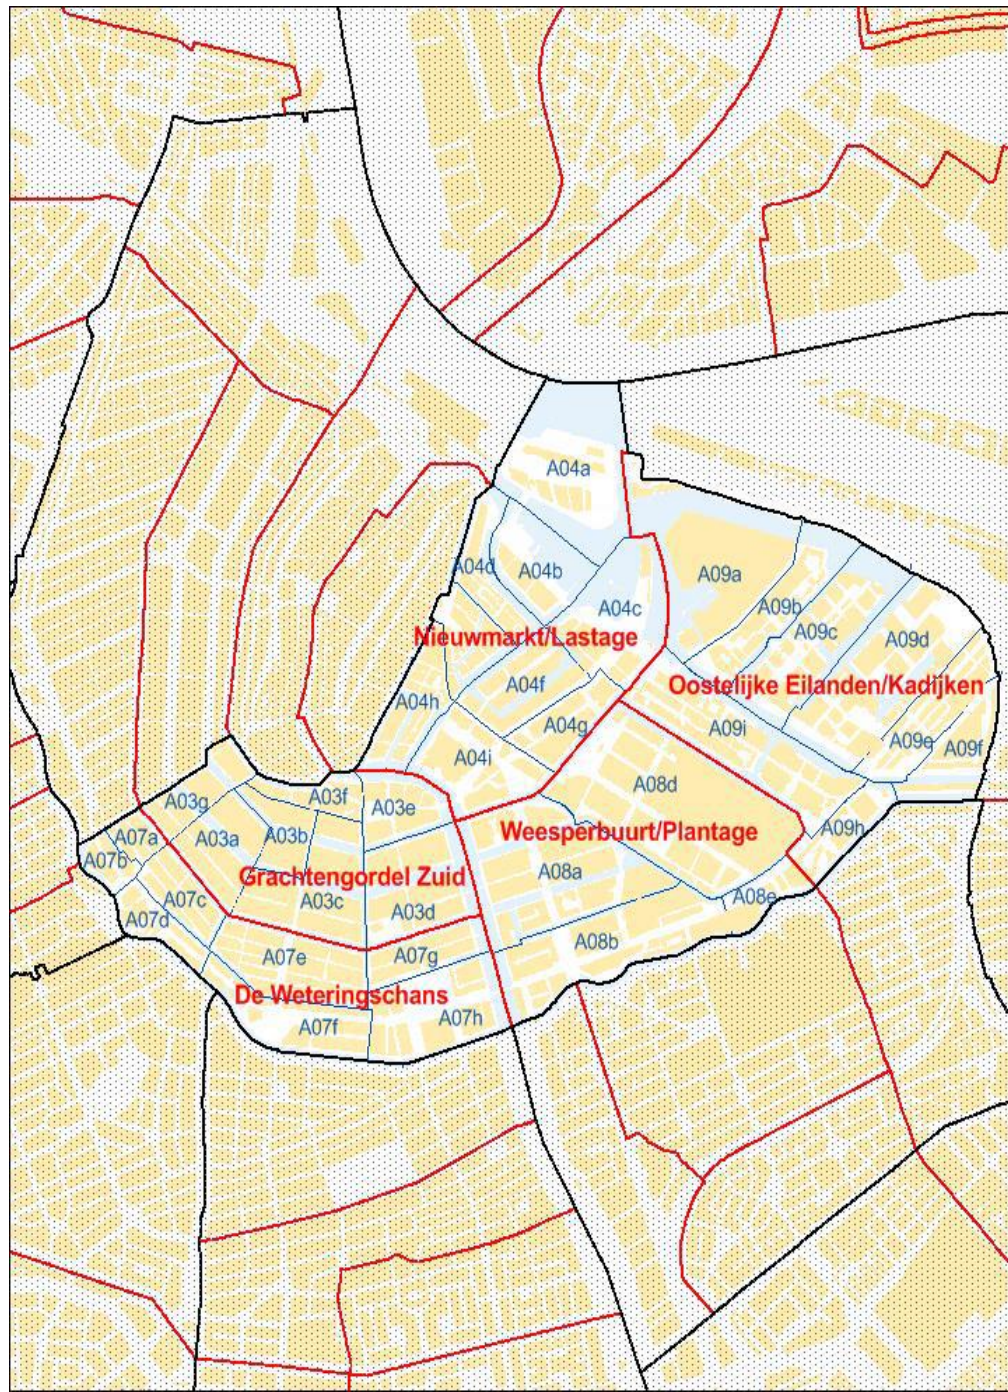 A04a
A04d
A04b
A09a
A04c
A09b
A09c
A09d
Nieuwmarkt/Lastage
A04f
Oostelijke Eilanden/Kadijken
A04h
A04g
A09i
A09e
A09f
A04i
A03g
A03f
A03e
A08d
A07a
A03a
A03b
Weesperbuurt/Plantage
A09h
A07b
A08a
Grachtengordel Zuid
A07c
A03c
A03d
A08e
A07d
A07e
A07g
A08b
De Weteringschans
A07f
A07h